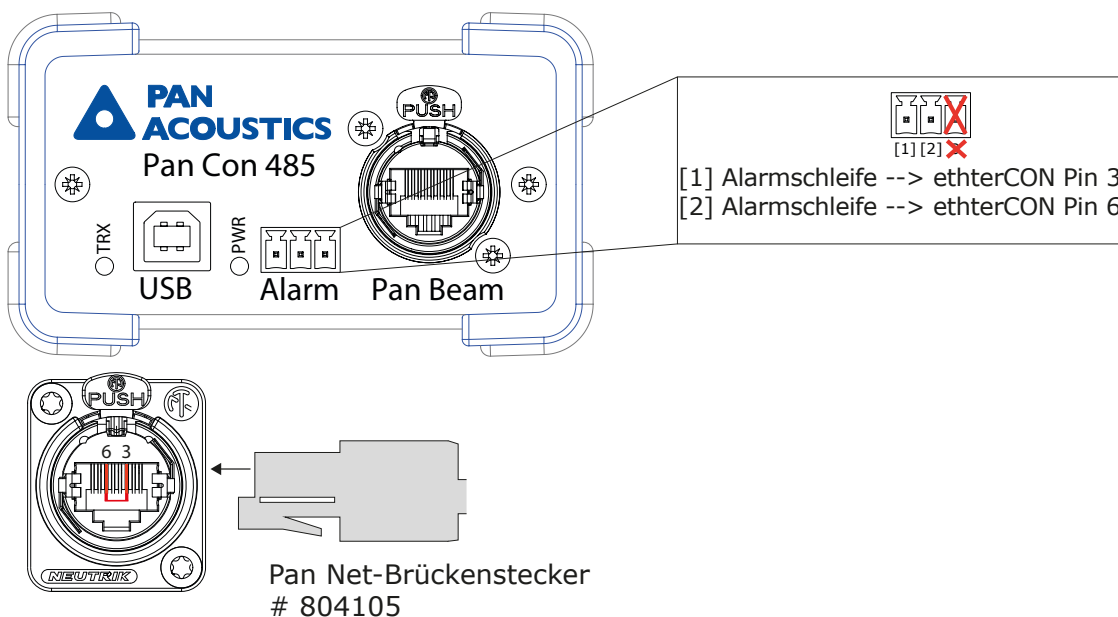 PAN
ACOUSTICS
Pan Con 485
PUSH
TRX
USB
PWR
Alarm
Pan Beam
[1] [2]
[1] Alarmschleife --> ethterCON Pin 3
[2] Alarmschleife --> ethterCON Pin 6
PUSH
6 3
NEUTRIK
Pan Net-Brückenstecker
# 804105